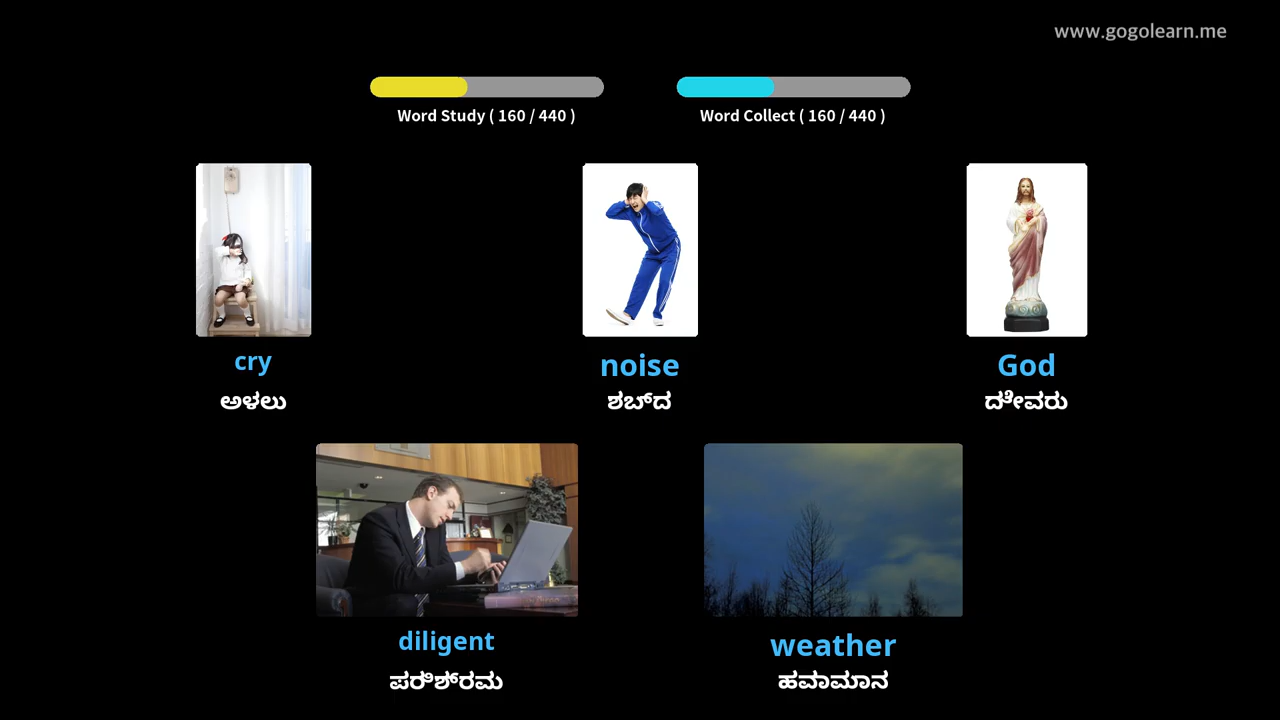 www.gogolearn.me
Word Study ( 160 / 440 )
Word Collect ( 160 / 440 )
cry
ಅಳಲು
noise
ಶಬ್ದ
God
ದೇವರು
diligent
ಪರಿಶ್ರಮ
weather
ಹವಾಮಾನ